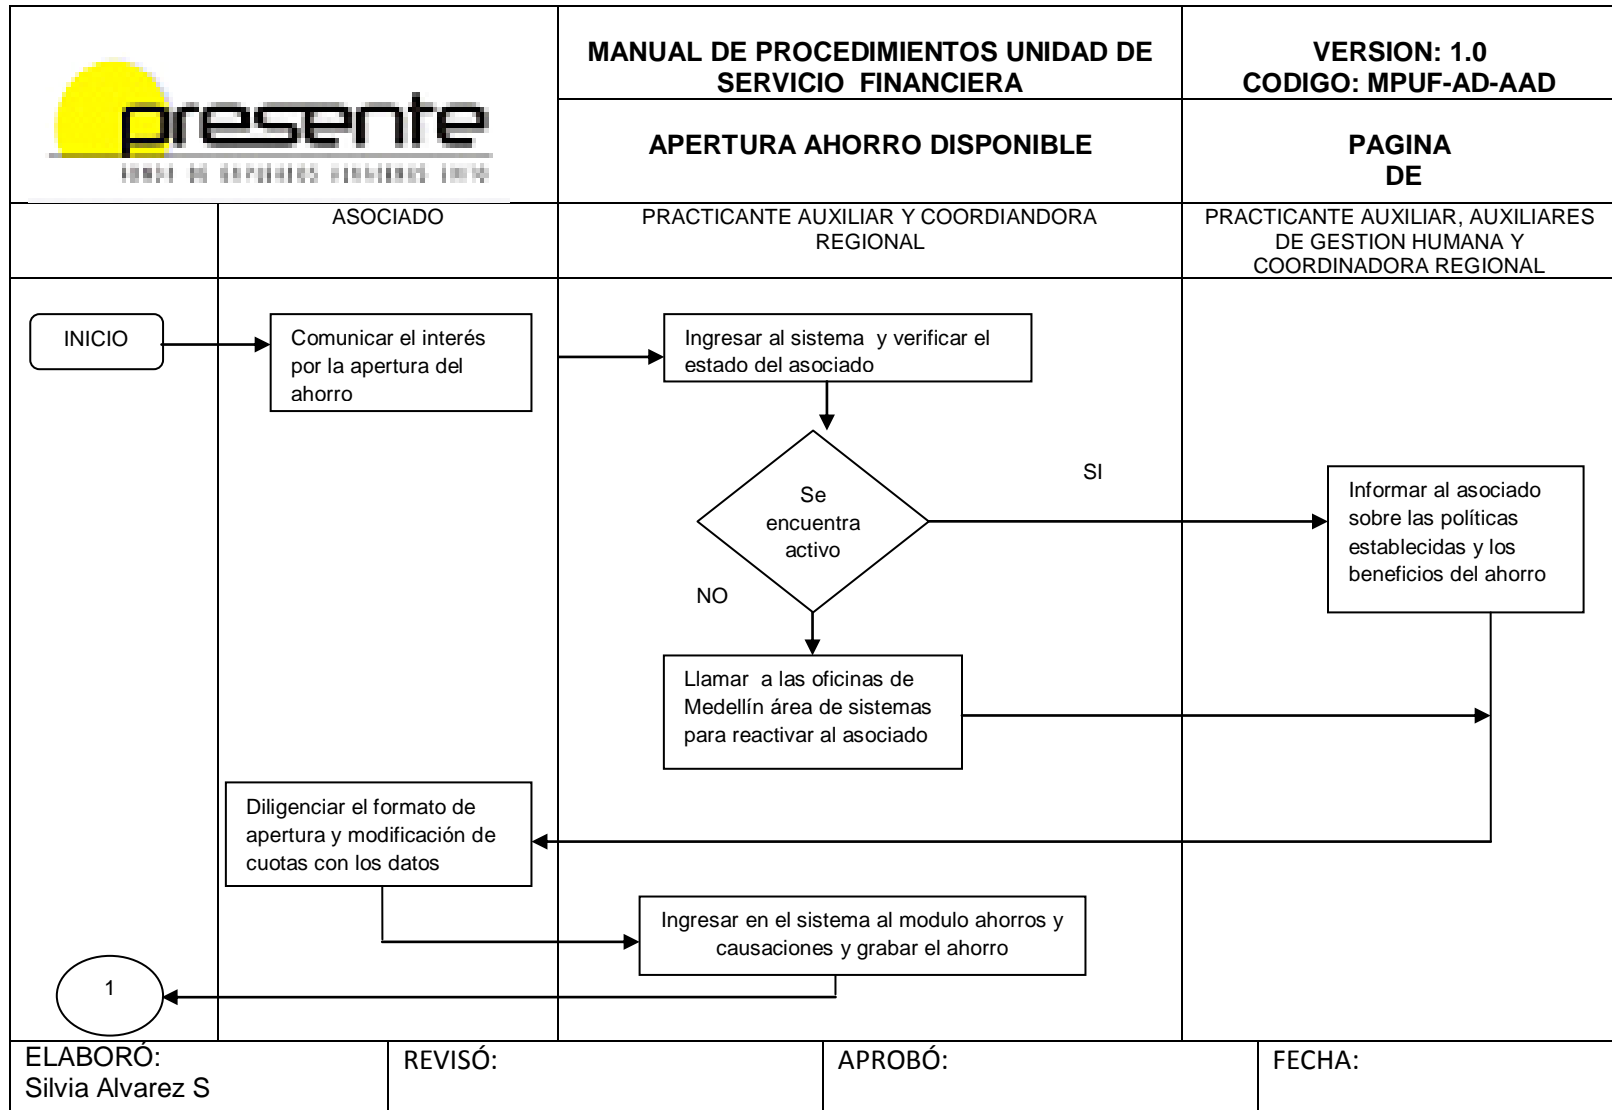 presente
MANUAL DE PROCEDIMIENTOS UNIDAD DE
SERVICIO FINANCIERA
VERSION: 1.0
CODIGO: MPUF-AD-AAD
APERTURA AHORRO DISPONIBLE
PAGINA
DE
ASOCIADO
PRACTICANTE AUXILIAR Y COORDIANDORA
REGIONAL
PRACTICANTE AUXILIAR, AUXILIARES
DE GESTION HUMANA Y
COORDINADORA REGIONAL
INICIO
Comunicar el interés
por la apertura del
ahorro
Ingresar al sistema y verificar el
estado del asociado
Se
encuentra
activo
SI
NO
Informar al asociado
sobre las políticas
establecidas y los
beneficios del ahorro
Llamar a las oficinas de
Medellín área de sistemas
para reactivar al asociado
Diligenciar el formato de
apertura y modificación de
cuotas con los datos
Ingresar en el sistema al modulo ahorros y
causaciones y grabar el ahorro
1
ELABORÓ:
Silvia Alvarez S
REVISÓ:
APROBÓ:
FECHA: